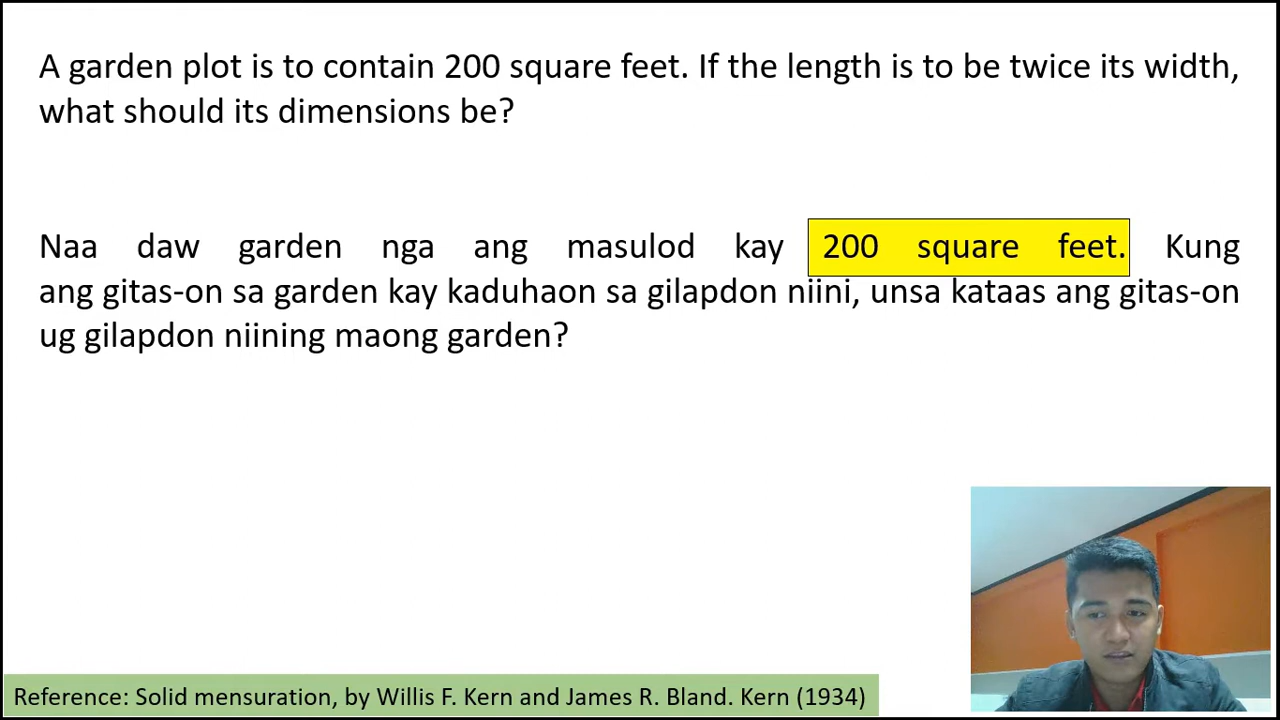 A garden plot is to contain 200 square feet. If the length is to be twice its width,
what should its dimensions be?
Naa daw garden nga ang masulod kay 200 square feet. Kung
ang gitas-on sa garden kay kaduhaon sa gilapdon niini, unsa kataas ang gitas-on
ug gilapdon niining maong garden?
Reference: Solid mensuration, by Willis F. Kern and James R. Bland. Kern (1934)